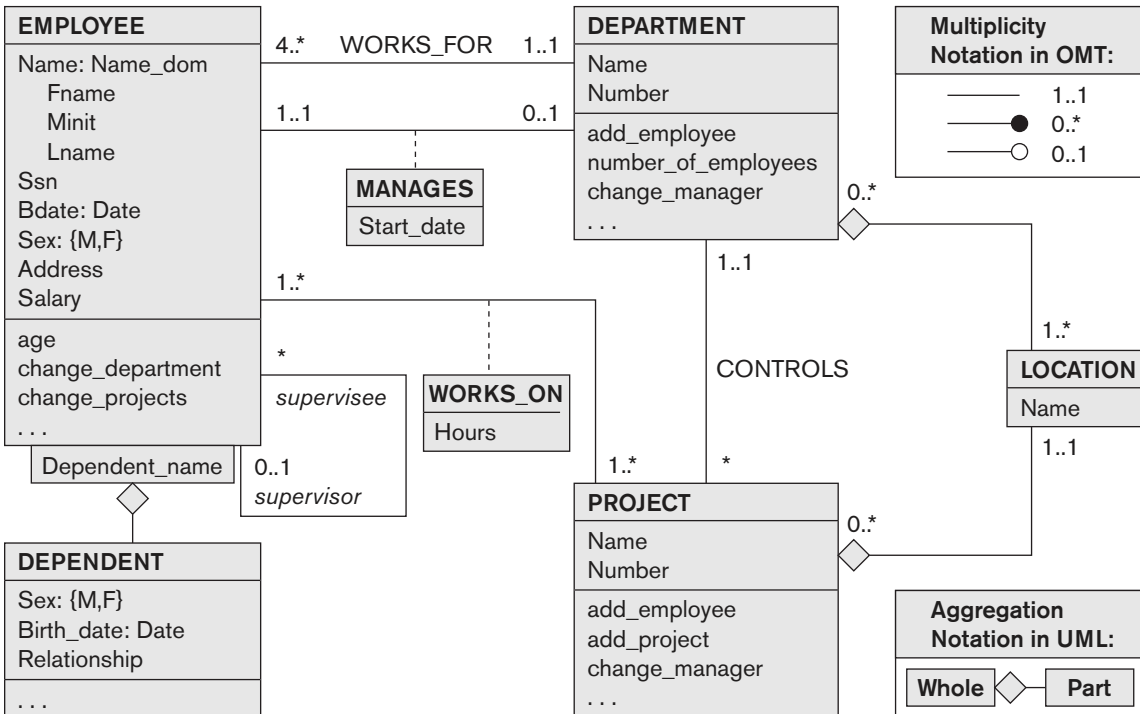 EMPLOYEE
Name: Name_dom
Fname
Minit
Lname
Ssn
Bdate: Date
Sex: {M,F}
Address
Salary
age
change_department
change_projects
. . .
Dependent_name
DEPENDENT
Sex: {M,F}
Birth_date: Date
Relationship
. . .
4..* WORKS_FOR 1..1
1..1 0..1
MANAGES
Start_date
1..*
*
supervisee
0..1
supervisor
WORKS_ON
Hours
1..*
DEPARTMENT
Name
Number
add_employee
number_of_employees
change_manager
. . .
0..*
1..1
CONTROLS
*
1..*
LOCATION
Name
1..1
PROJECT
Name
Number
add_employee
add_project
change_manager
. . .
0..*
Multiplicity
Notation in OMT:
1..1
0..*
0..1
Aggregation
Notation in UML:
Whole Part